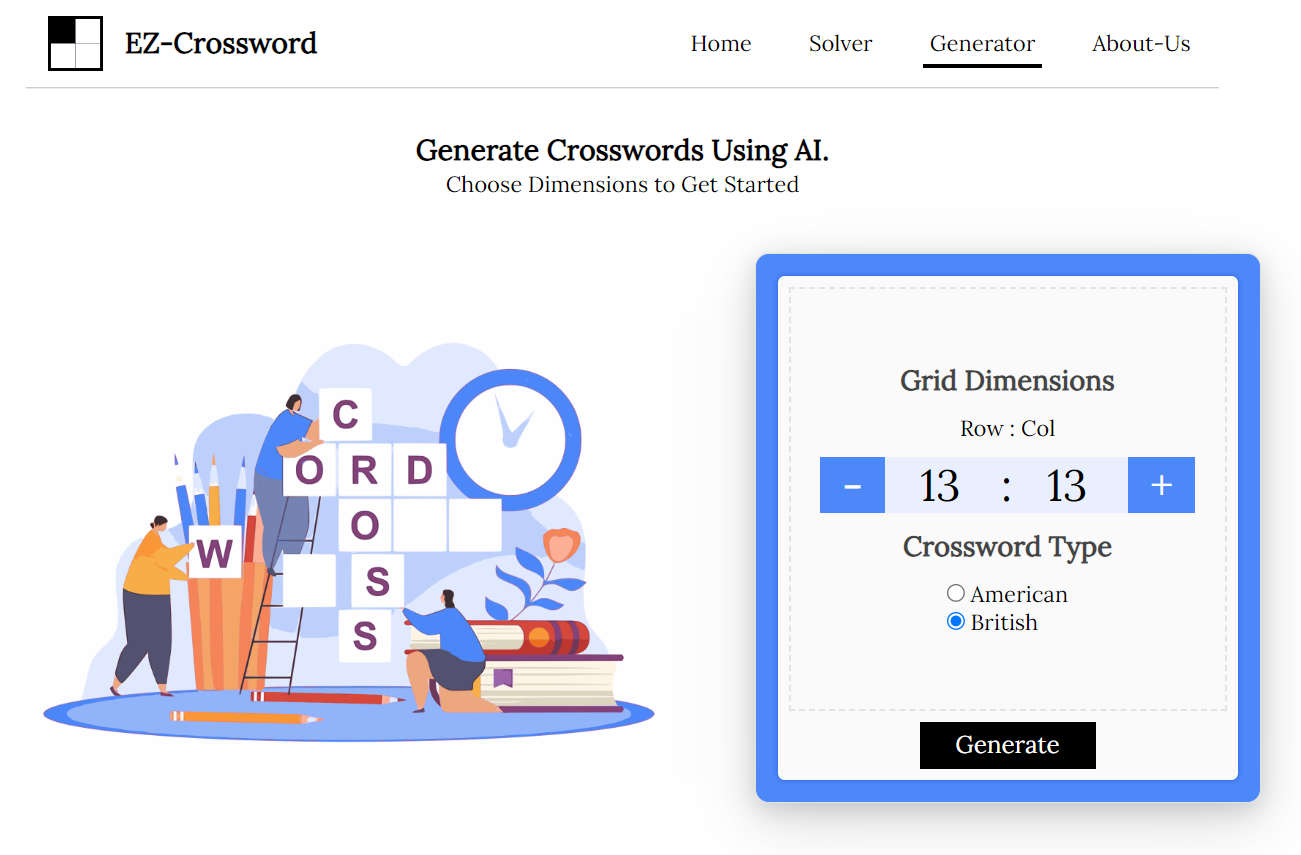 EZ-Crossword
Home Solver Generator About-Us
Generate Crosswords Using AI.
Choose Dimensions to Get Started
C
O R D
O
W
S
S
Grid Dimensions
Row : Col
- 13 : 13 +
Crossword Type
American
British
Generate